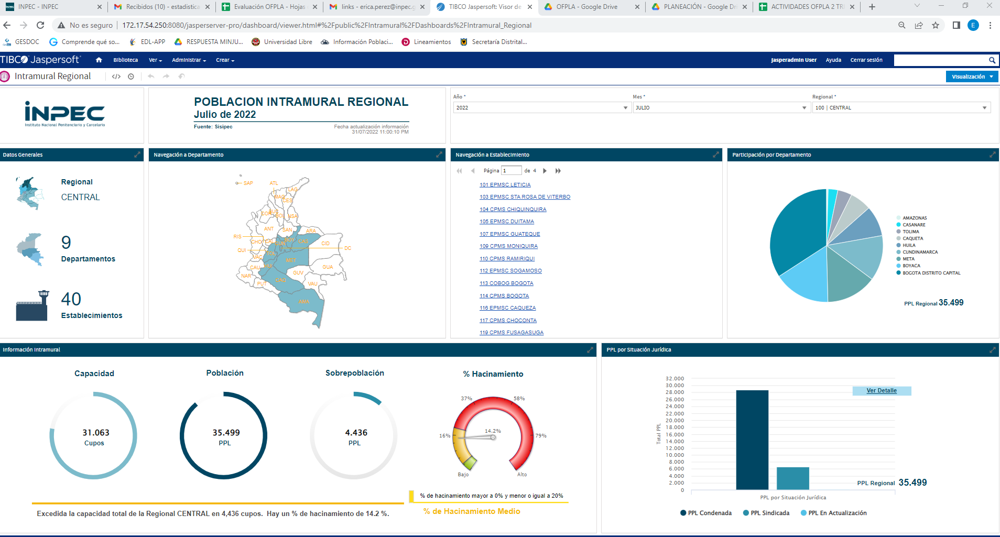 INPEC - INPEC
Recibidos (10) - estadistica
Evaluación OFPLA - Hojas
links - erica.perez@inpec.g
TIBCO Jaspersoft: Visor de
OFPLA - Google Drive
PLANEACIÓN - Google Dri
ACTIVIDADES OFPLA 2 TRI
No es seguro
172.17.54.250:8080/jasperserver-pro/dashboard/viewer.html#%2Fpublic%2FIntramural%2FDashboards%2FIntramural_Regional
E
GESDOC
Comprende qué so...
EDL-APP
RESPUESTA MINJU...
Universidad Libre
Información Poblaci...
Lineamientos
Secretaría Distrital...
TIBCO Jaspersoft
Biblioteca
Ver
Administrar
Crear
Jasperadmin User
Ayuda
Cerrar sesión
Intramural Regional
Visualización
INPEC
Instituto Nacional Penitenciario y Carcelario
POBLACION INTRAMURAL REGIONAL
Julio de 2022
Fuente: Sisipec
Fecha actualización información
31/07/2022 11:00:10 PM
Año *
Mes *
Regional *
2022
JULIO
100 | CENTRAL
Datos Generales
Regional
CENTRAL
9
Departamentos
40
Establecimientos
Navegación a Departamento
SAP
ATL
LAG
MAG
CES
SUC
COR
BOL
NSA
ANT
SAN
ARA
RIS
CHO
CAL
CUN
BOY
CAS
CID
DC
QUI
TOL
VAC
MET
CAU
HUI
GUA
NAR
GUV
PUT
CAQ
VAU
AMA
Navegación a Establecimiento
Página 1 de 4
101 EPMSC LETICIA
103 EPMSC STA ROSA DE VITERBO
104 CPMS CHIQUINQUIRA
105 EPMSC DUITAMA
107 EPMSC GUATEQUE
109 CPMS MONIQUIRA
110 CPMS RAMIRIQUI
112 EPMSC SOGAMOSO
113 COBOG BOGOTA
114 CPMS BOGOTA
116 EPMSC CAQUEZA
117 CPMS CHOCONTA
119 CPMS FUSAGASUGA
Participación por Departamento
AMAZONAS
CASANARE
TOLIMA
CAQUETA
HUILA
CUNDINAMARCA
META
BOYACA
BOGOTA DISTRITO CAPITAL
PPL Regional 35.499
Información Intramural
Capacidad
31.063
Cupos
Población
35.499
PPL
Sobrepoblación
4.436
PPL
% Hacinamiento
37%
58%
16%
14.2%
79%
Bajo
Alto
% de hacinamiento mayor a 0% y menor o igual a 20%
% de Hacinamiento Medio
Excedida la capacidad total de la Regional CENTRAL en 4,436 cupos. Hay un % de hacinamiento de 14.2 %.
PPL por Situación Jurídica
Ver Detalle
Total PPL
32.000
30.000
28.000
26.000
24.000
22.000
20.000
18.000
16.000
14.000
12.000
10.000
8.000
6.000
4.000
2.000
0
PPL Regional 35.499
PPL por Situación Jurídica
PPL Condenada
PPL Sindicada
PPL En Actualización